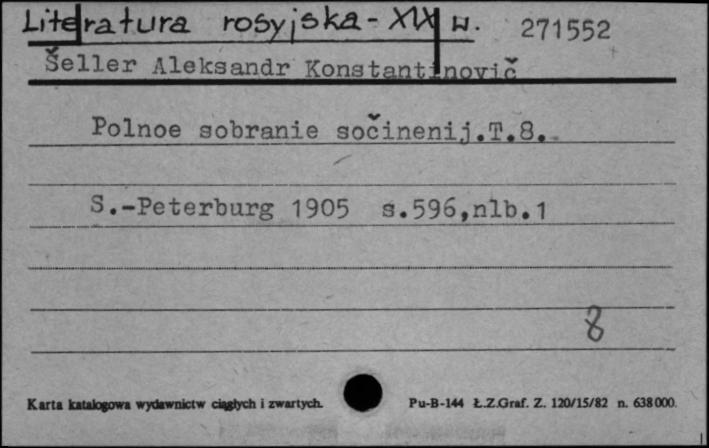 Literatura rosyjska - XIX w. 271552
Šeller Aleksandr Konstantinovič
Polnoe sobranie sočinenij.T.8.
S.-Peterburg 1905 s.596,nlb.1
8
Karta katalogowa wydawnictw ciągłych i zwartych. Pu-B-144 Ł.Z.Graf. Z. 120/15/82 n. 638000.